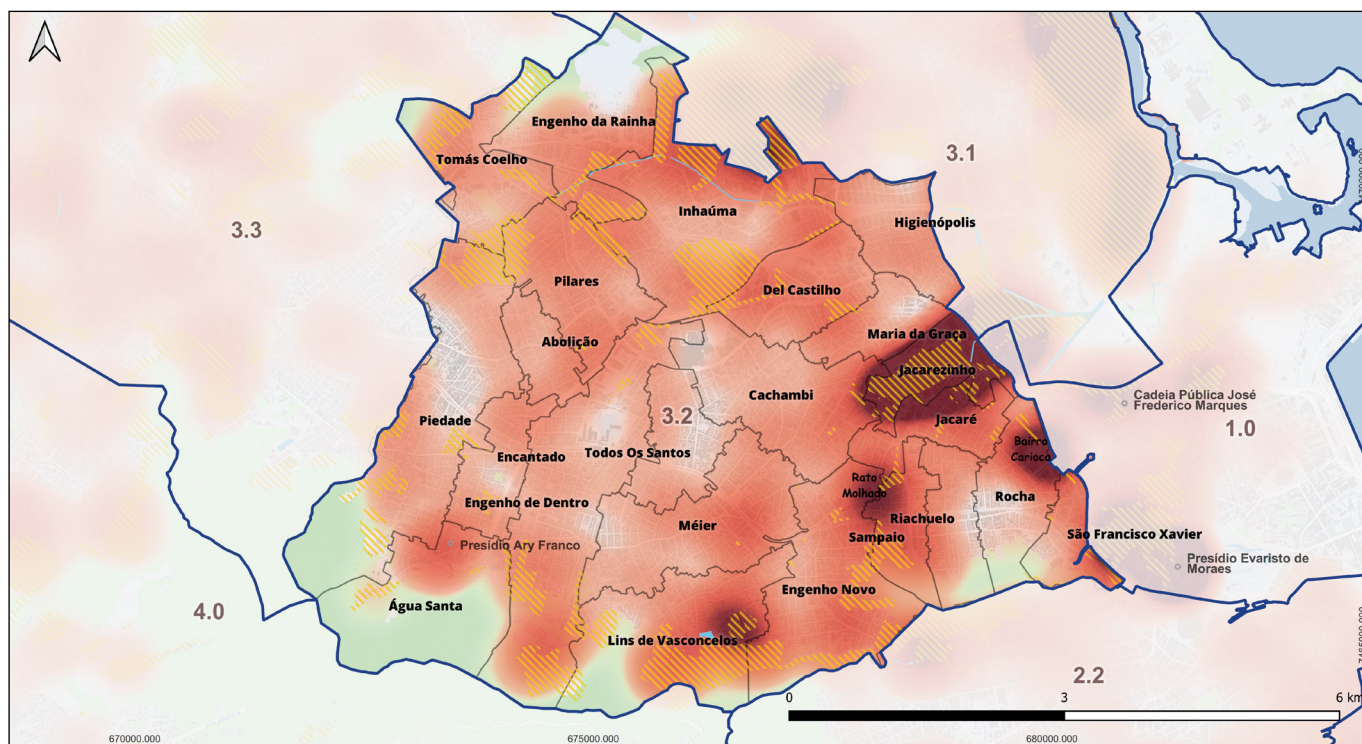 Engenho da Rainha
Tomás Coelho
3.1
Inhaúma
Higienópolis
3.3
Pilares
Del Castilho
Maria da Graça
Abolição
Jacarezinho
Cachambi
Cadeia Pública José
Frederico Marques
3.2
Piedade
Jacaré
1.0
Bairro
Carioca
Encantado
Todos Os Santos
Rato
Molhado
Rocha
Engenho de Dentro
Méier
Riachuelo
Sampaio
São Francisco Xavier
Presídio Ary Franco
Presídio Evaristo de
Moraes
Engenho Novo
Água Santa
4.0
Lins de Vasconcelos
2.2
0
3
6 km
670000.000
675000.000
680000.000